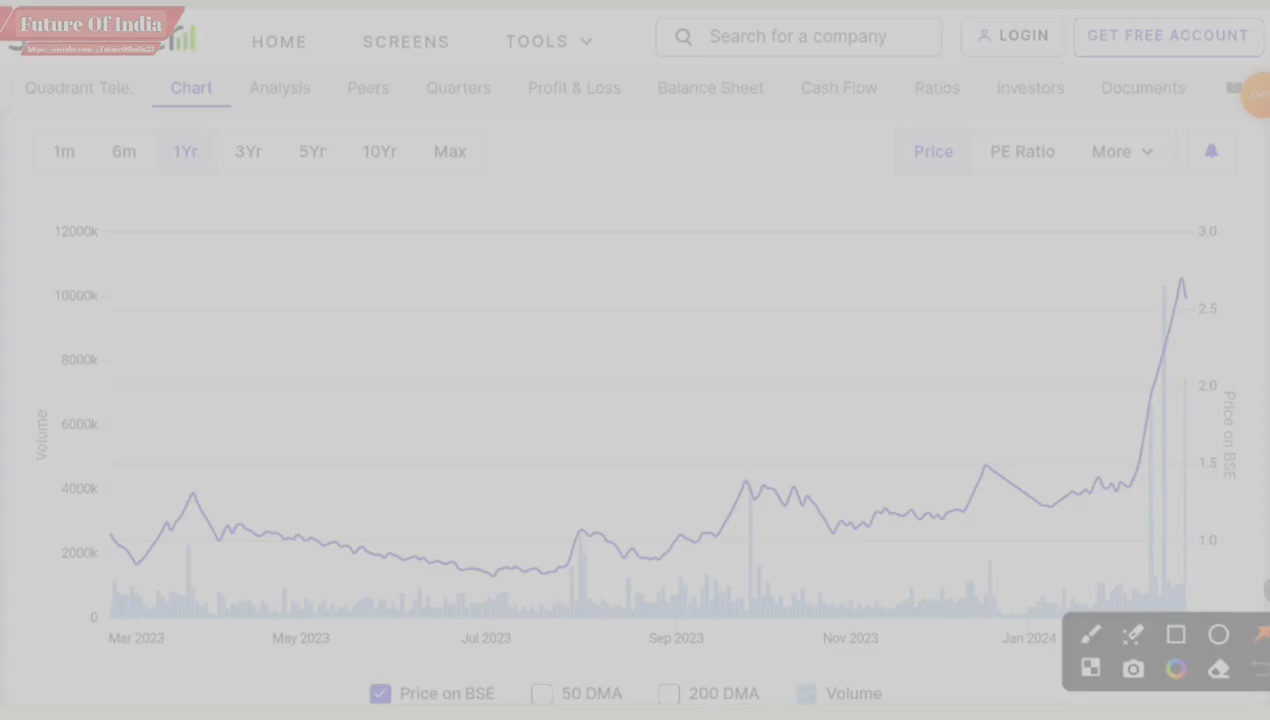 Future Of India
https://youtube.com/@FutureOfIndia23
HOME SCREENS TOOLS Search for a company LOGIN GET FREE ACCOUNT
Quadrant Tele. Chart Analysis Peers Quarters Profit & Loss Balance Sheet Cash Flow Ratios Investors Documents
1m 6m 1Yr 3Yr 5Yr 10Yr Max Price PE Ratio More
12000k 3.0
10000k 2.5
8000k 2.0
6000k 1.5
4000k 1.0
2000k
0
Volume
Price on BSE
Mar 2023 May 2023 Jul 2023 Sep 2023 Nov 2023 Jan 2024
Price on BSE 50 DMA 200 DMA Volume